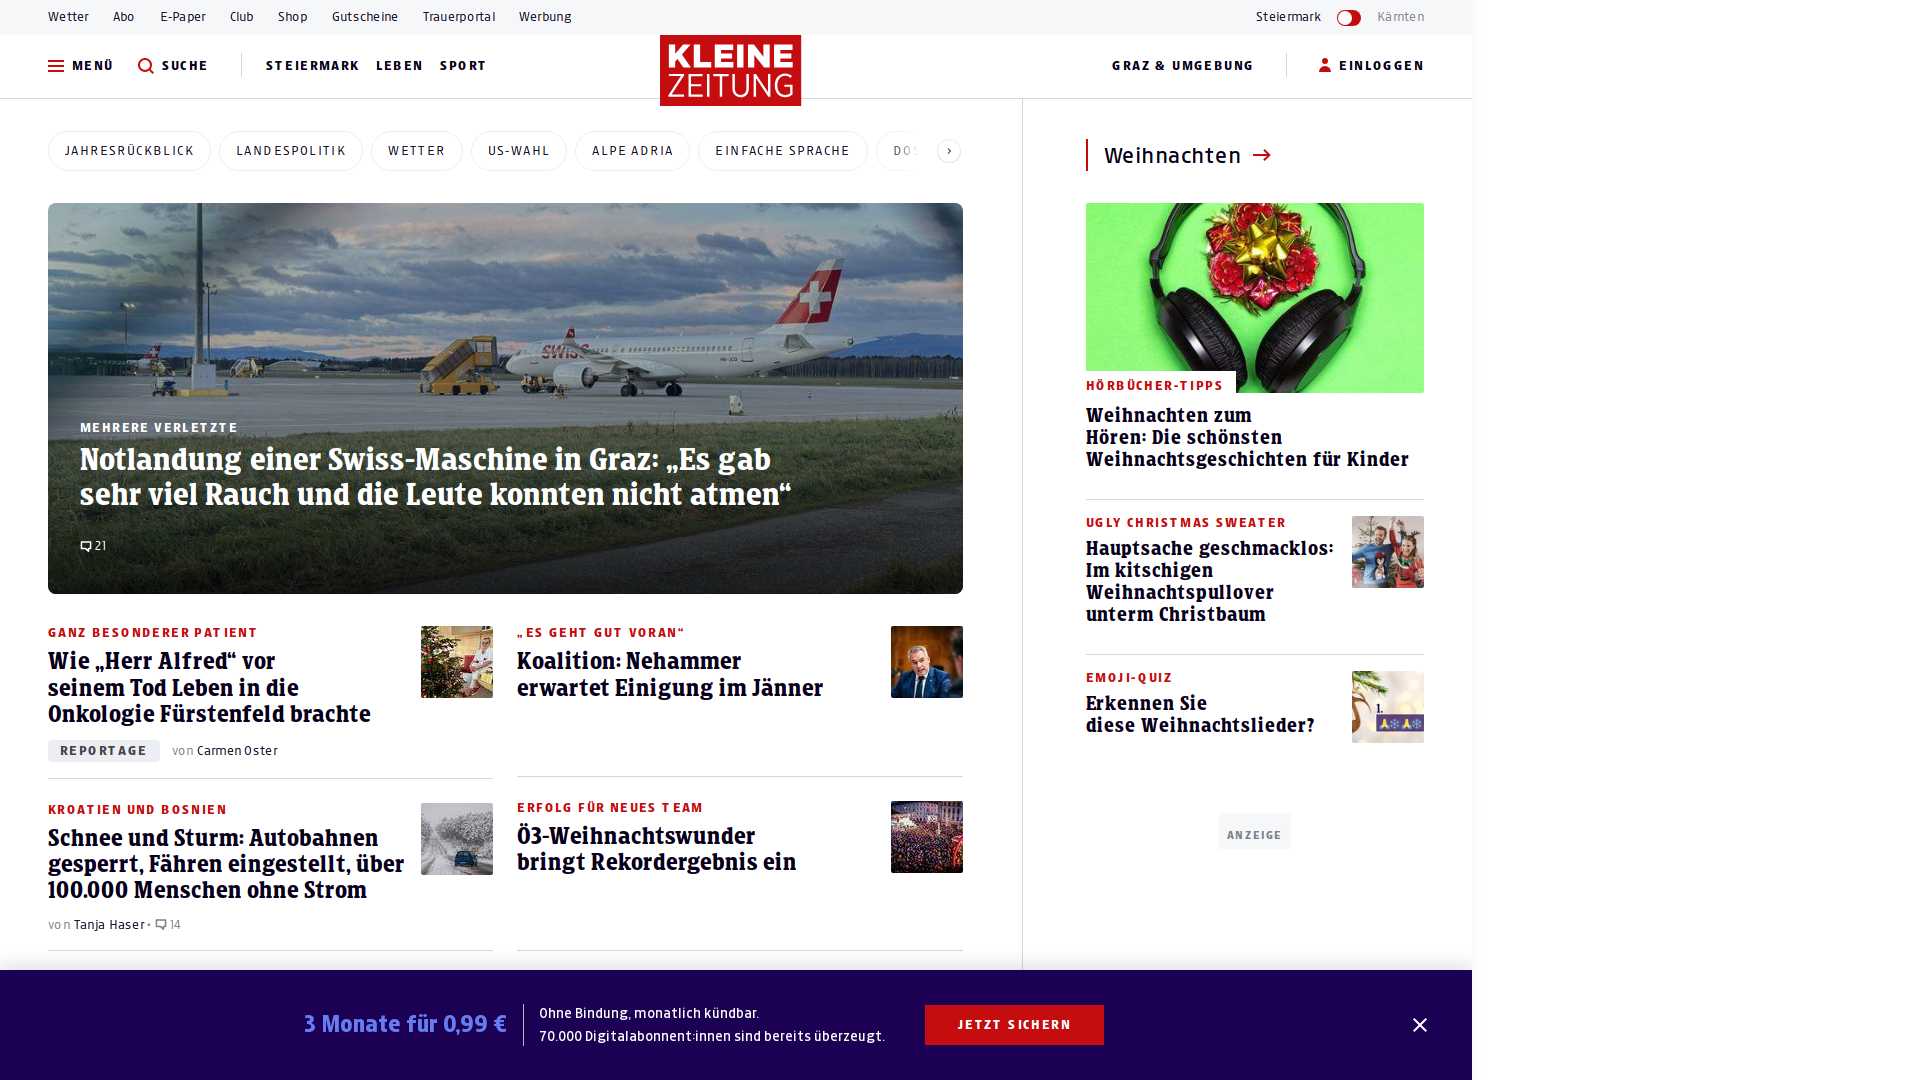 Wetter
Abo
E-Paper
Club
Shop
Gutscheine
Trauerportal
Werbung
Steiermark
Kärnten
MENÜ
SUCHE
STEIERMARK
LEBEN
SPORT
KLEINE
ZEITUNG
GRAZ & UMGEBUNG
EINLOGGEN
JAHRESRÜCKBLICK
LANDESPOLITIK
WETTER
US-WAHL
ALPE ADRIA
EINFACHE SPRACHE
SWISS
MEHRERE VERLETZTE
Notlandung einer Swiss-Maschine in Graz: „Es gab
sehr viel Rauch und die Leute konnten nicht atmen“
21
GANZ BESONDERER PATIENT
Wie „Herr Alfred“ vor
seinem Tod Leben in die
Onkologie Fürstenfeld brachte
REPORTAGE
von Carmen Oster
„ES GEHT GUT VORAN“
Koalition: Nehammer
erwartet Einigung im Jänner
KROATIEN UND BOSNIEN
Schnee und Sturm: Autobahnen
gesperrt, Fähren eingestellt, über
100.000 Menschen ohne Strom
von Tanja Haser • 14
ERFOLG FÜR NEUES TEAM
Ö3-Weihnachtswunder
bringt Rekordergebnis ein
Weihnachten
HÖRBÜCHER-TIPPS
Weihnachten zum
Hören: Die schönsten
Weihnachtsgeschichten für Kinder
UGLY CHRISTMAS SWEATER
Hauptsache geschmacklos:
Im kitschigen
Weihnachtspullover
unterm Christbaum
EMOJI-QUIZ
Erkennen Sie
diese Weihnachtslieder?
1.
ANZEIGE
3 Monate für 0,99 €
Ohne Bindung, monatlich kündbar.
70.000 Digitalabonnent:innen sind bereits überzeugt.
JETZT SICHERN